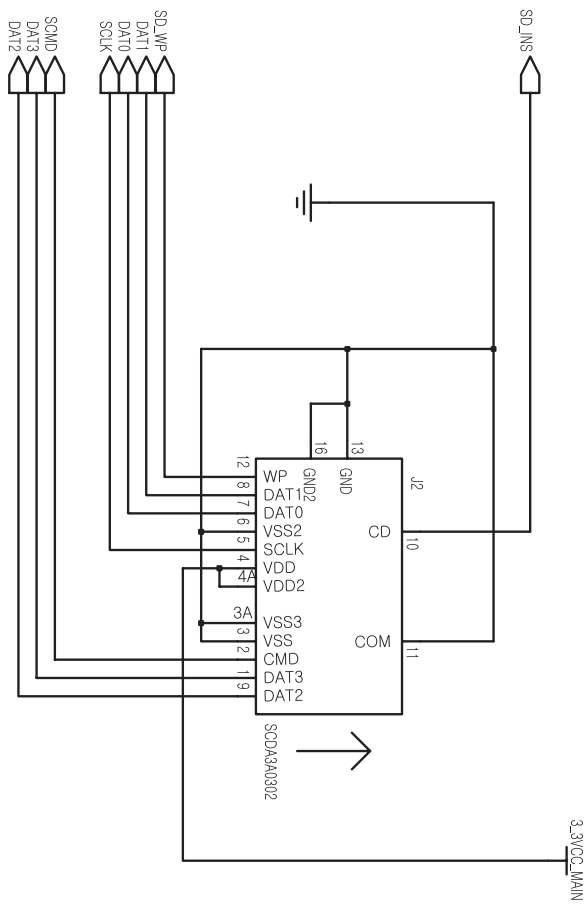 SD_INS
SD_WP
DAT1
DAT0
SCLK
SCMD
DAT3
DAT2
J2
13 GND
16 GND2
12 WP
8 DAT1
7 DAT0
6 VSS2
5 SCLK
4 VDD
4A VDD2
3A VSS3
3 VSS
2 CMD
1 DAT3
9 DAT2
CD 10
COM 11
SCDA3A0302
3_3VCC_MAIN